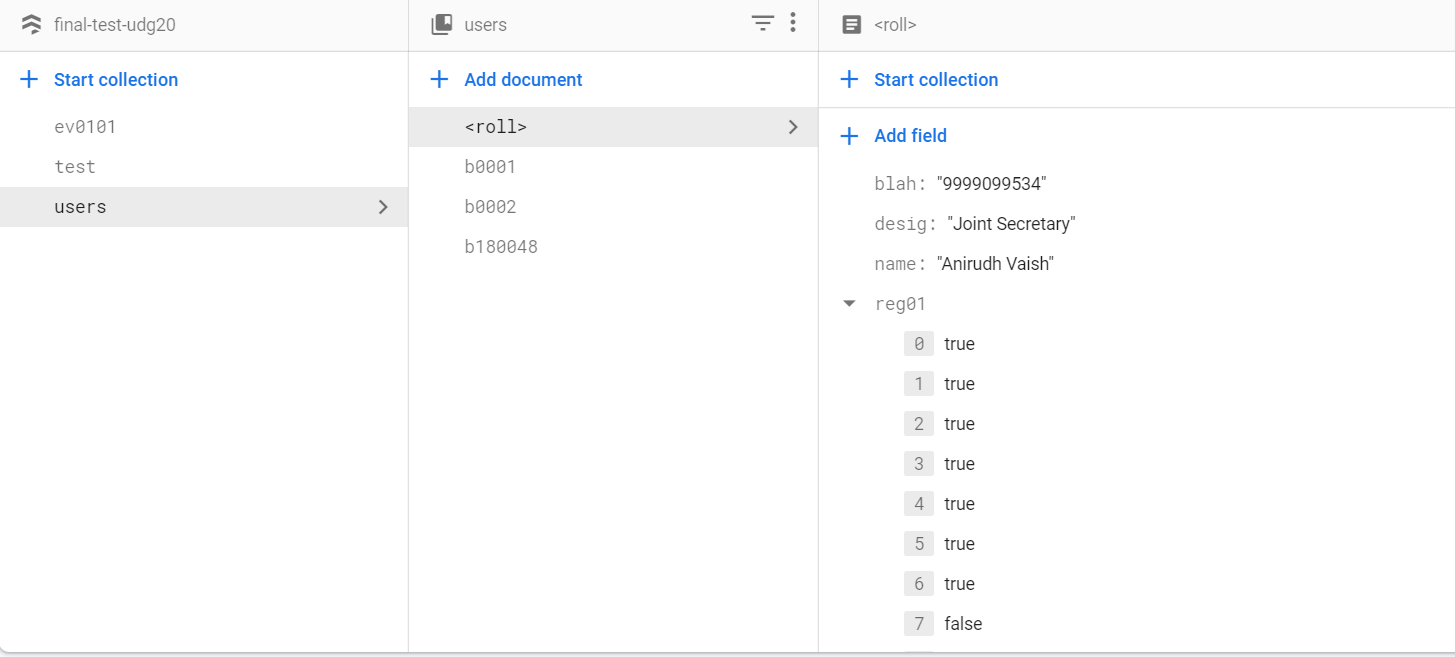 final-test-udg20
users
<roll>
Start collection
Add document
Start collection
ev0101
test
users
<roll>
b0001
b0002
b180048
Add field
blah: "9999099534"
desig: "Joint Secretary"
name: "Anirudh Vaish"
reg01
0 true
1 true
2 true
3 true
4 true
5 true
6 true
7 false